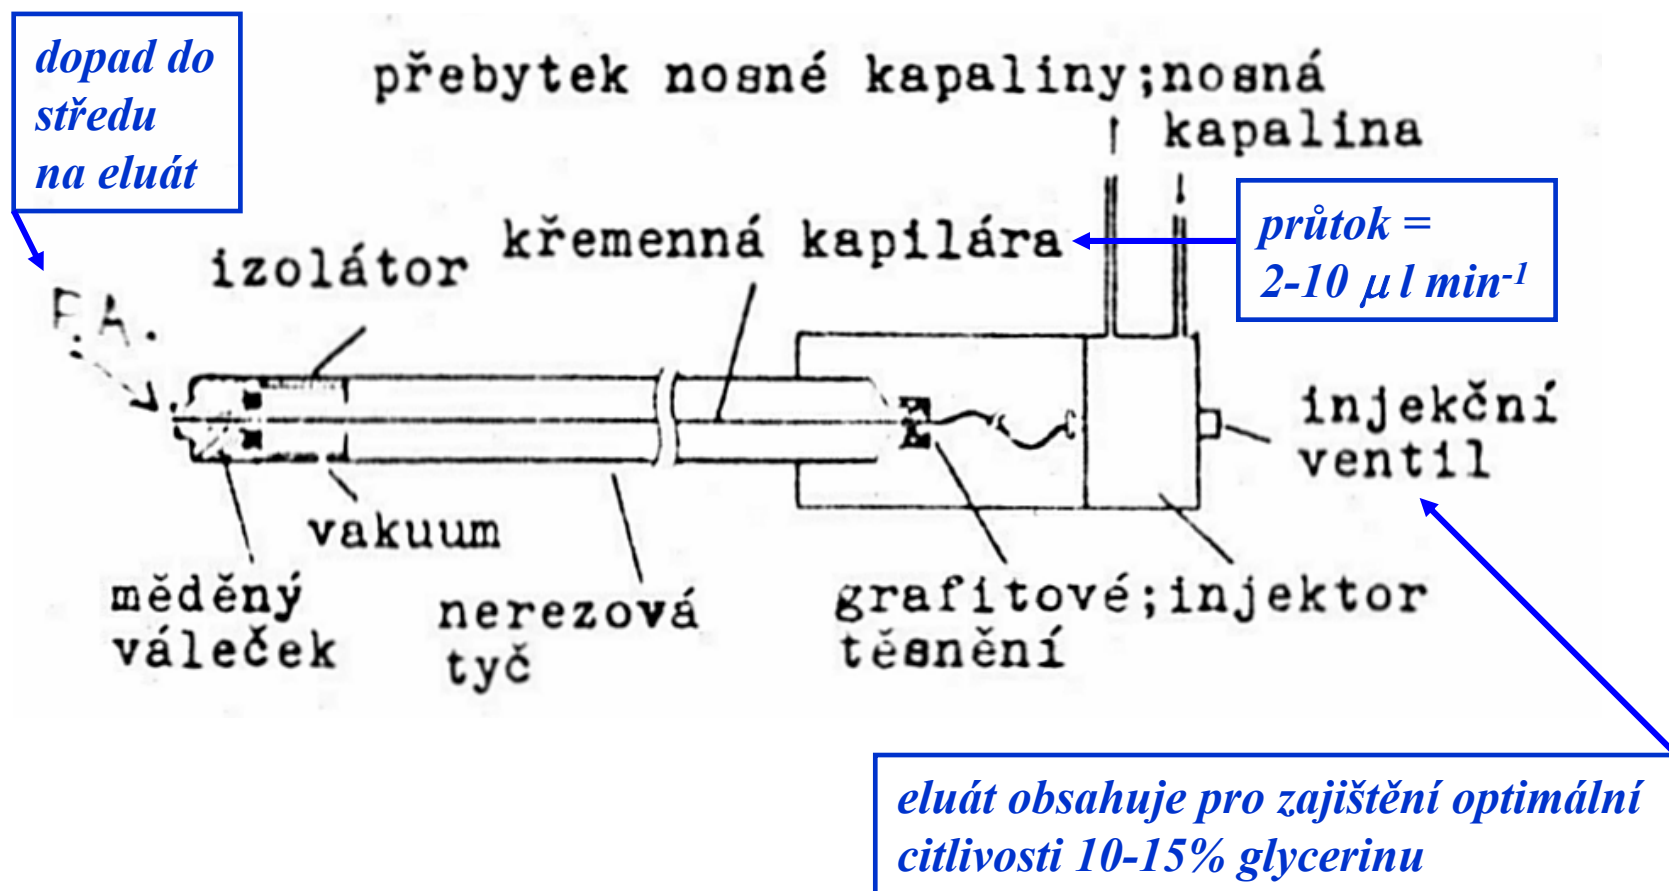 dopad do
středu
na eluát
přebytek nosné kapaliny;nosná
kapalina
průtok =
2-10 μl min-1
křemenná kapilára
izolátor
F.A.
injekční
ventil
vakuum
měděný
váleček
nerezová
tyč
grafitové;injektor
těsnění
eluát obsahuje pro zajištění optimální
citlivosti 10-15% glycerinu